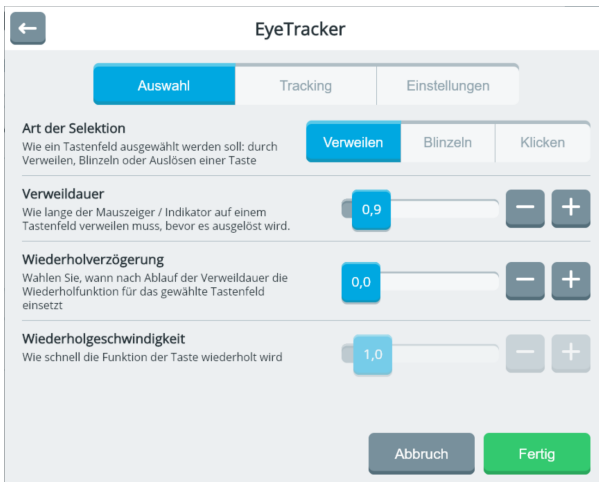 EyeTracker
Auswahl Tracking Einstellungen
Art der Selektion
Wie ein Tastenfeld ausgewählt werden soll: durch
Verweilen, Blinzeln oder Auslösen einer Taste
Verweilen Blinzeln Klicken
Verweildauer
Wie lange der Mauszeiger / Indikator auf einem
Tastenfeld verweilen muss, bevor es ausgelöst wird.
0,9
Wiederholverzögerung
Wahlen Sie, wann nach Ablauf der Verweildauer die
Wiederholfunktion für das gewählte Tastenfeld
einsetzt
0,0
Wiederholgeschwindigkeit
Wie schnell die Funktion der Taste wiederholt wird
1,0
Abbruch Fertig